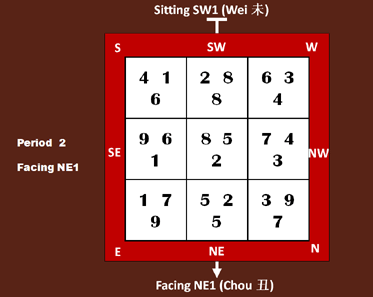 Sitting SW1 (Wei 未)
S SW W
4 1 2 8 6 3
6 8 4
Period 2
9 6 8 5 7 4
SE NW
1 2 3
Facing NE1
1 7 5 2 3 9
9 5 7
E NE N
Facing NE1 (Chou 丑)